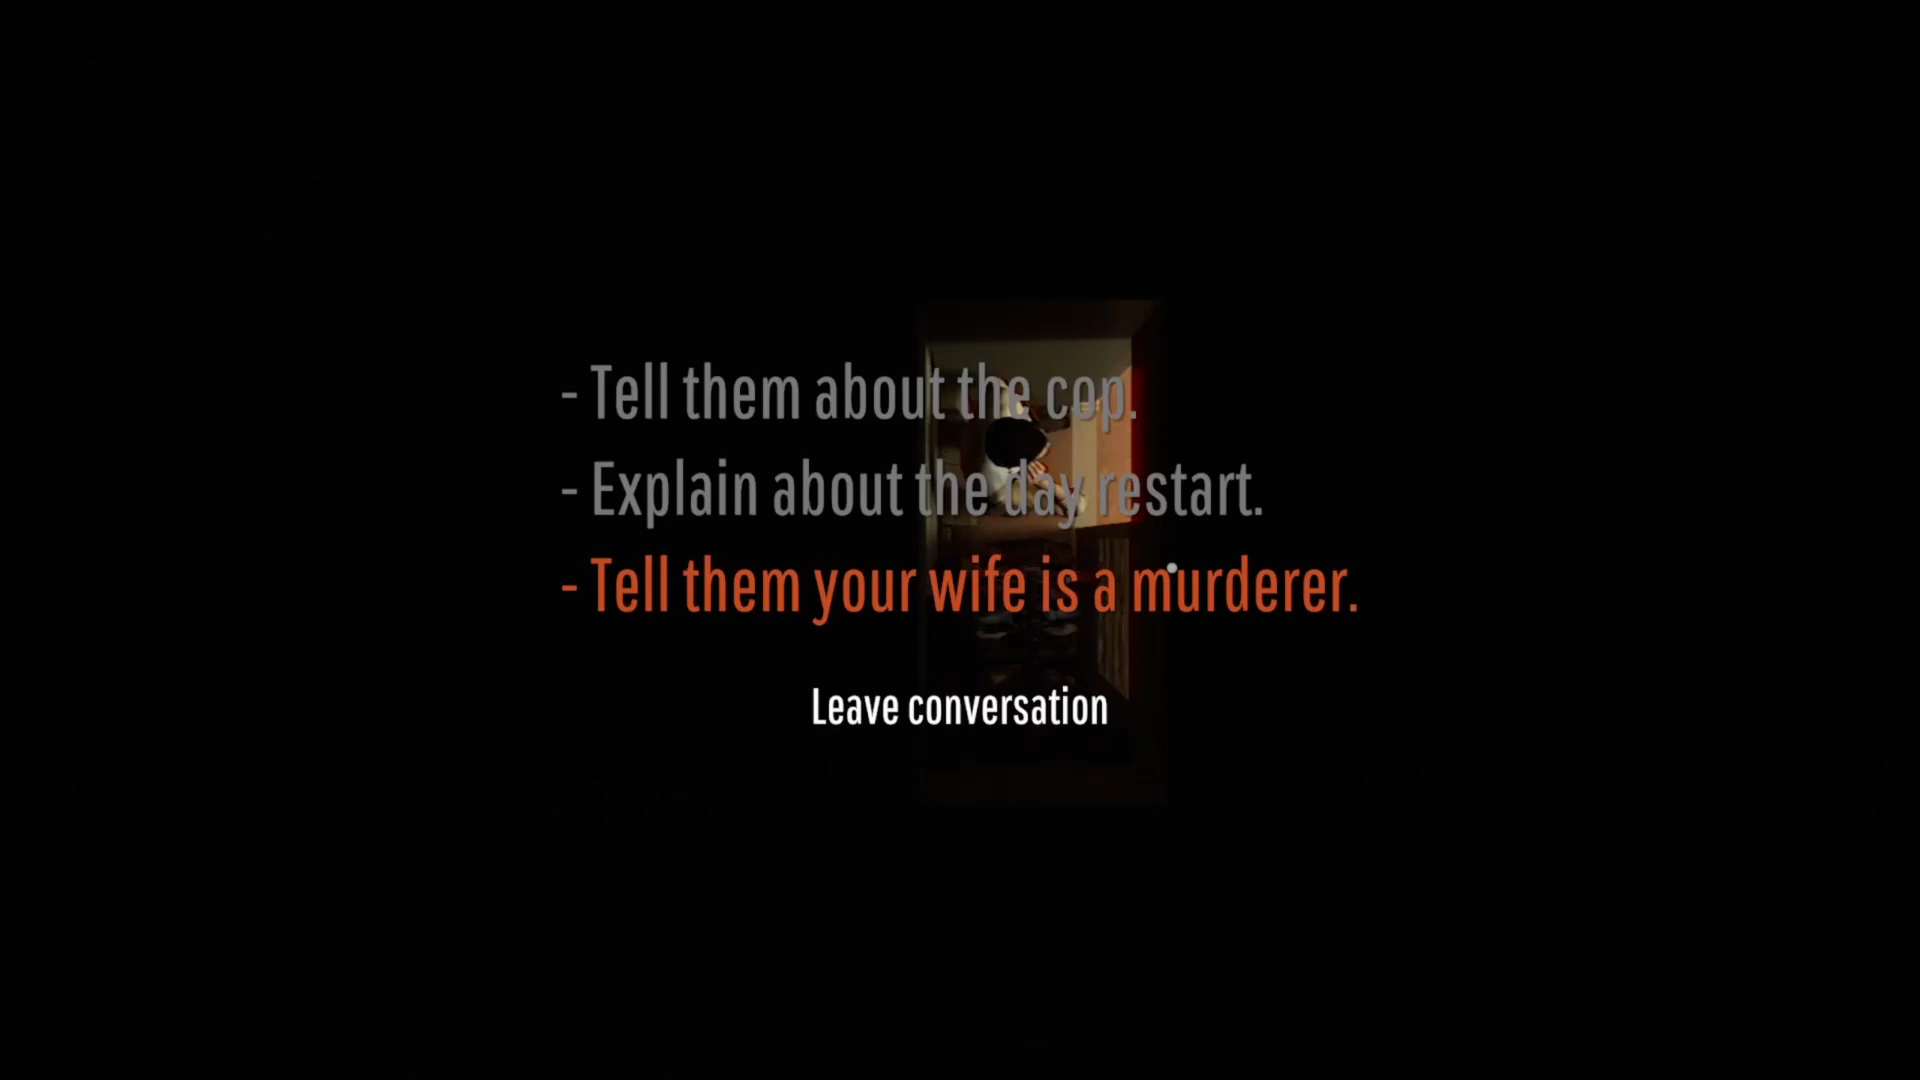 - Tell them about the cop.
- Explain about the day restart.
- Tell them your wife is a murderer.
Leave conversation